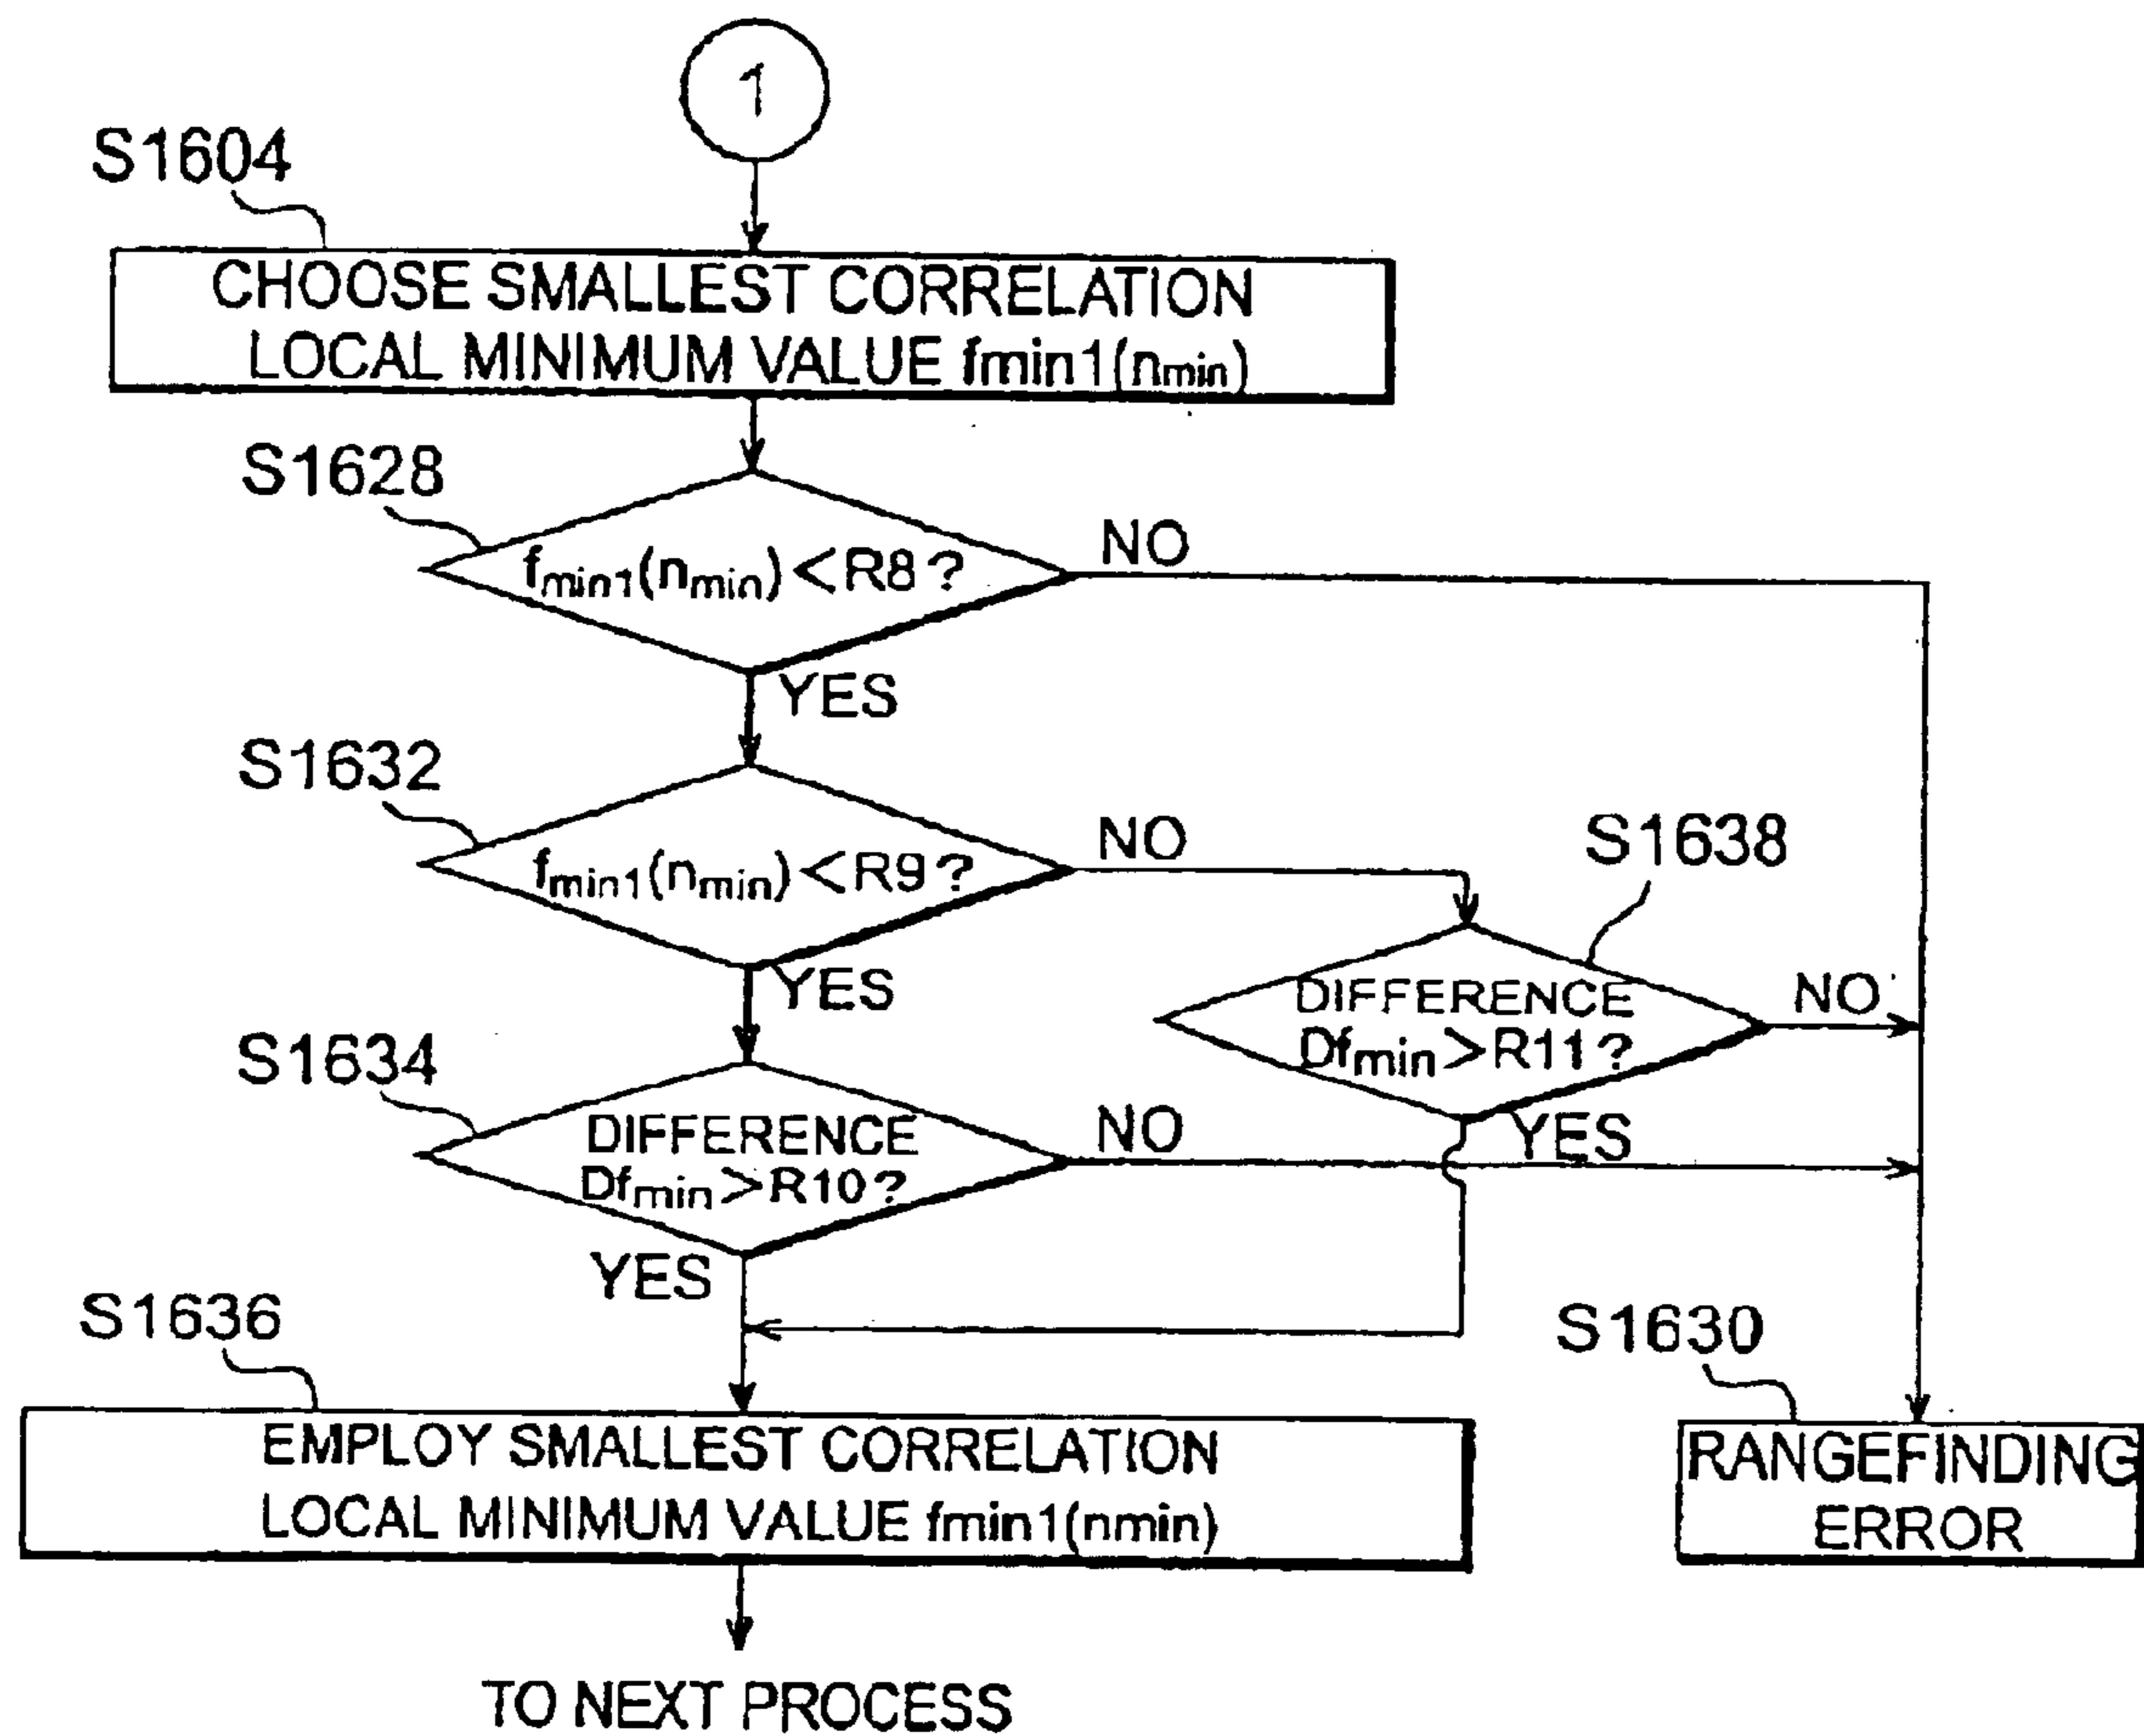 1
S1604
CHOOSE SMALLEST CORRELATION
LOCAL MINIMUM VALUE fmin1(nmin)
S1628
fmin1(nmin)<R8?
NO
YES
S1632
fmin1(nmin)<R9?
NO
YES
S1638
DIFFERENCE
Dfmin>R11?
NO
YES
S1634
DIFFERENCE
Dfmin>R10?
NO
YES
S1636
EMPLOY SMALLEST CORRELATION
LOCAL MINIMUM VALUE fmin1(nmin)
S1630
RANGEFINDING
ERROR
TO NEXT PROCESS